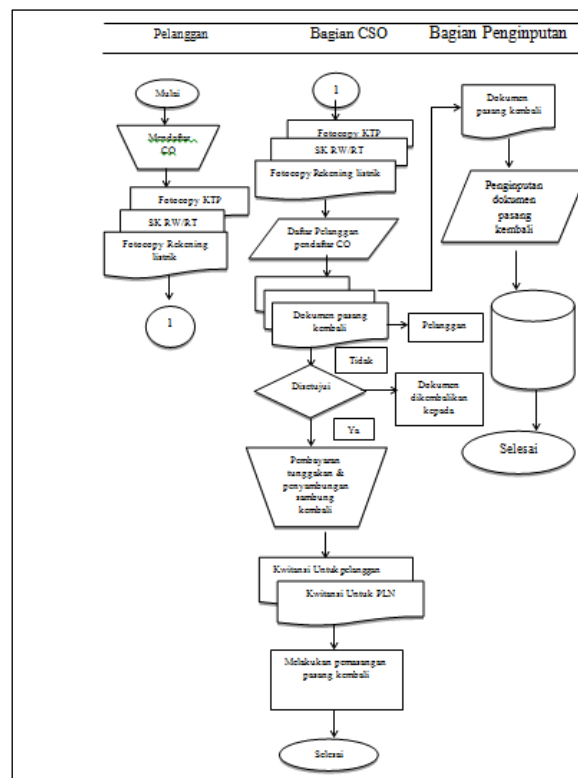 Pelanggan
Bagian CSO
Bagian Penginputan
Mulai
Mendaftar
CO
Fotocopy KTP
SK RW/RT
Fotocopy Rekening
listrik
1
1
Fotocopy KTP
SK RW/RT
Fotocopy Rekening listrik
Daftar Pelanggan
pendaftar CO
Dokumen pasang
kembali
Pelanggan
Tidak
Disetujui
Dokumen
dikembalikan
kepada
Ya
Pembayaran
tunggakan &
penyambungan
sambung
kembali
Kwitansi Untuk pelanggan
Kwitansi Untuk PLN
Melakukan pemasangan
pasang kembali
Selesai
Dokumen
pasang kembali
Penginputan
dokumen
pasang
kembali
Selesai